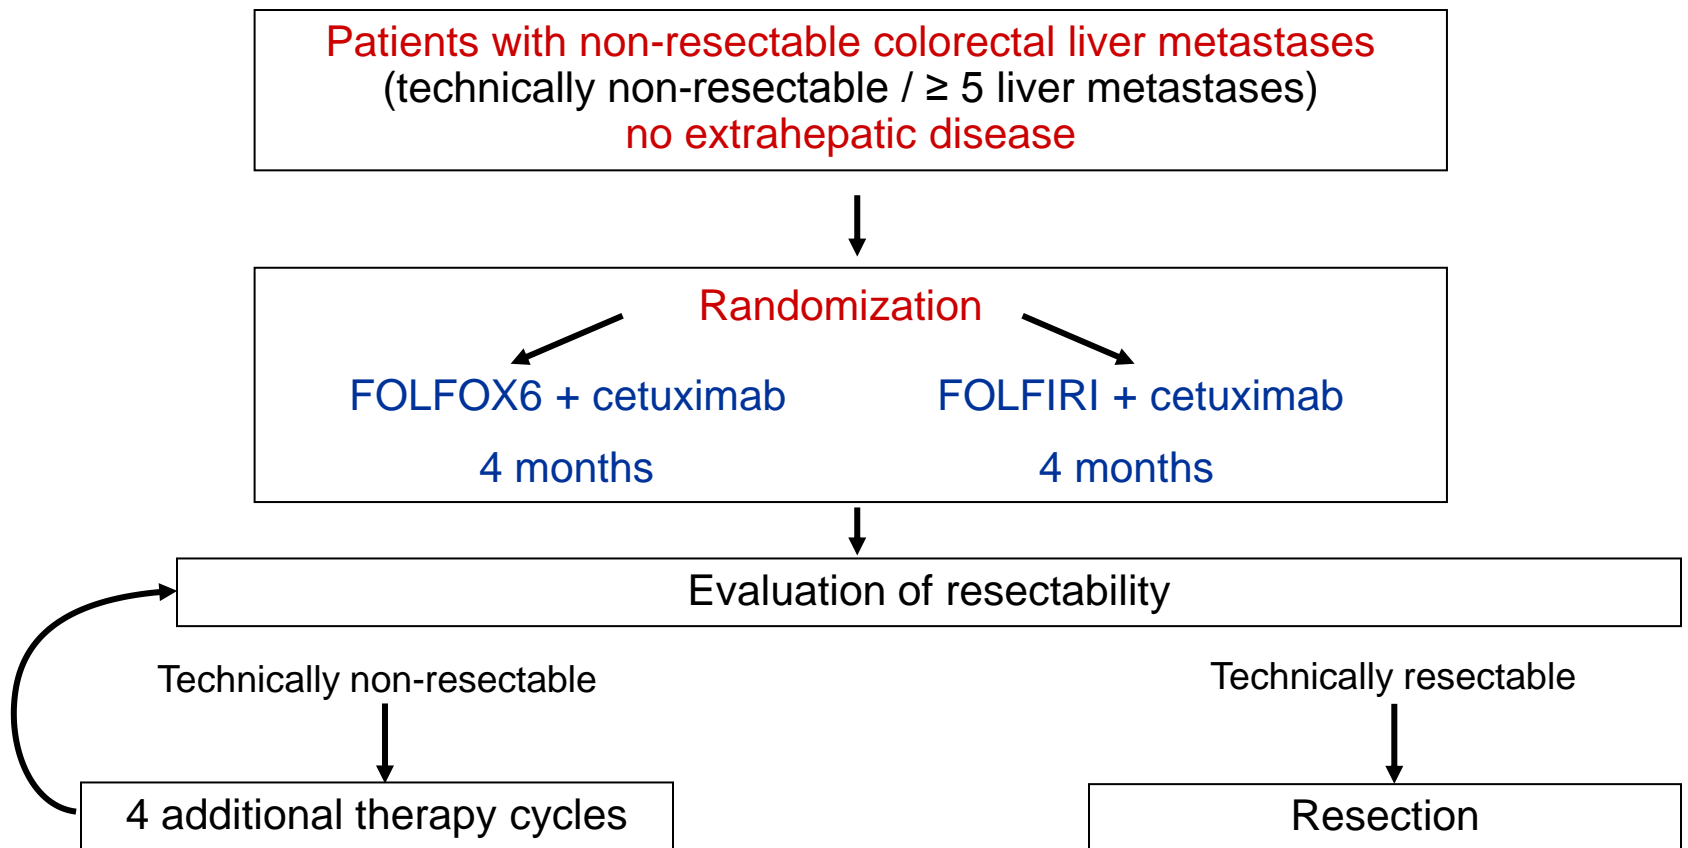 Patients with non-resectable colorectal liver metastases
(technically non-resectable / ≥ 5 liver metastases)
no extrahepatic disease
Randomization
FOLFOX6 + cetuximab
FOLFIRI + cetuximab
4 months
4 months
Evaluation of resectability
Technically non-resectable
Technically resectable
4 additional therapy cycles
Resection